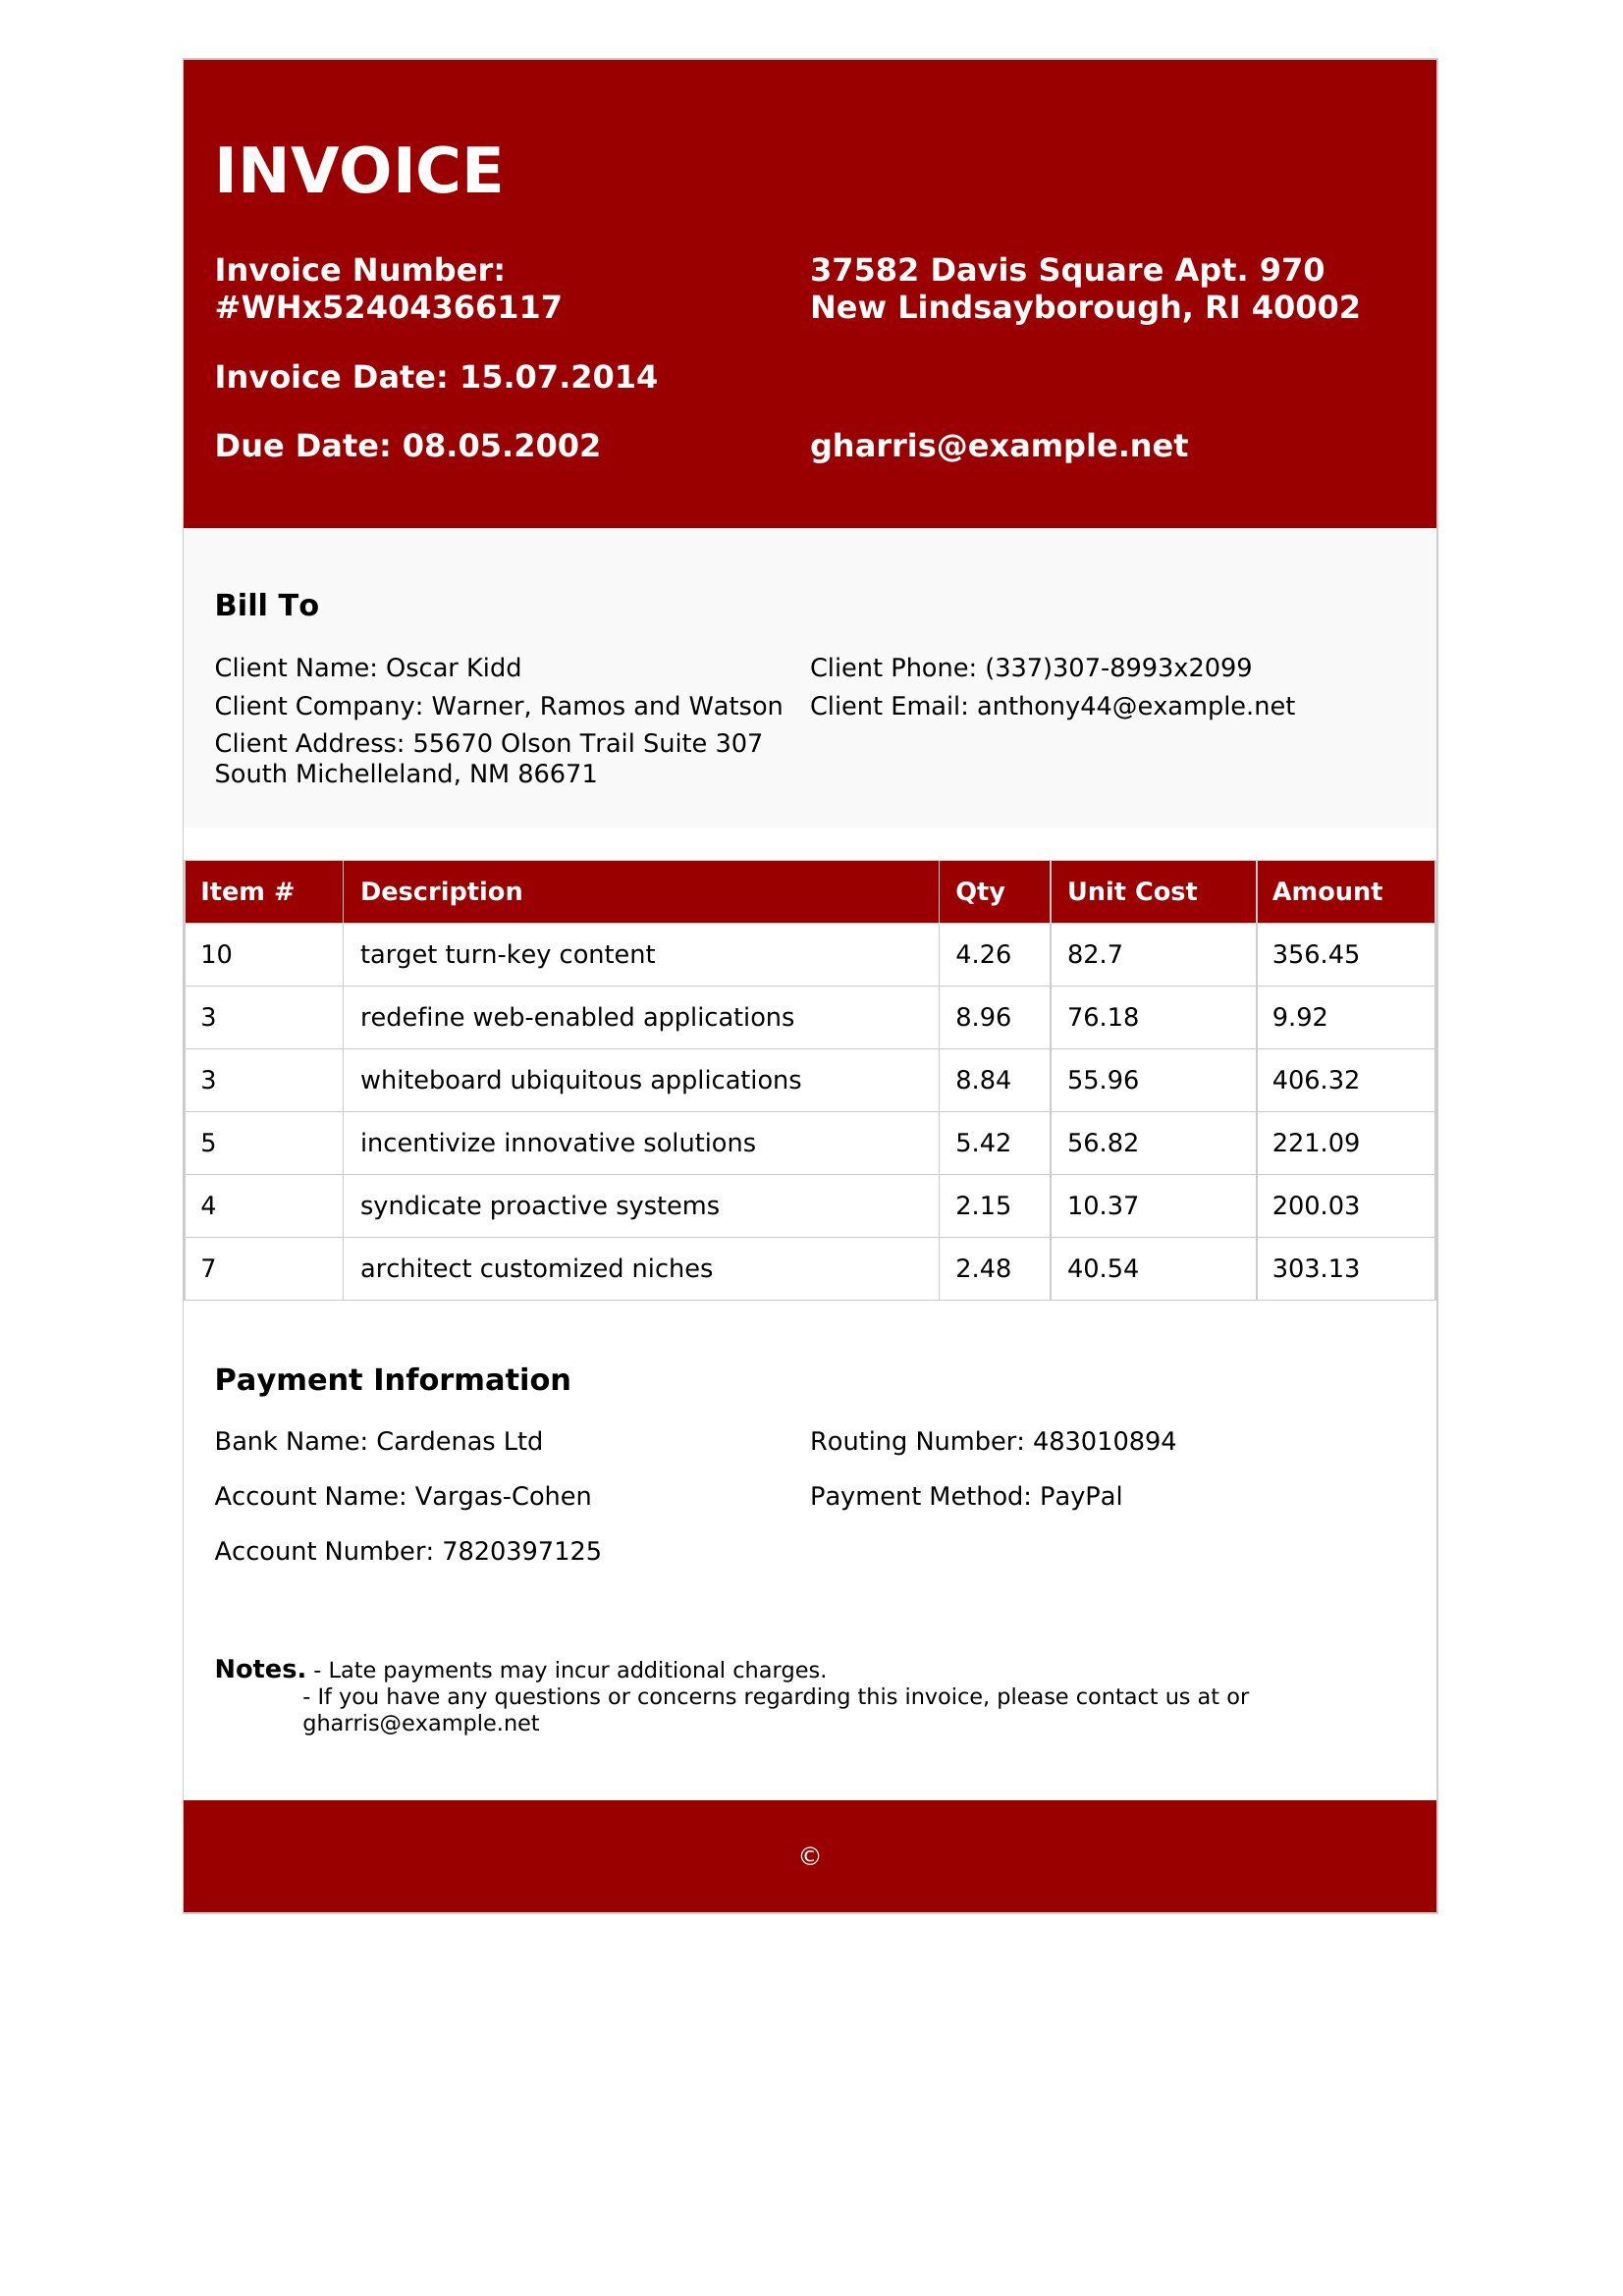 INVOICE
Invoice Number:
#WHx52404366117
37582 Davis Square Apt. 970
New Lindsayborough, RI 40002
Invoice Date: 15.07.2014
Due Date: 08.05.2002
gharris@example.net
Bill To
Client Name: Oscar Kidd
Client Phone: (337)307-8993x2099
Client Company: Warner, Ramos and Watson
Client Email: anthony44@example.net
Client Address: 55670 Olson Trail Suite 307
South Michelleland, NM 86671
Item # Description Qty Unit Cost Amount
10 target turn-key content 4.26 82.7 356.45
3 redefine web-enabled applications 8.96 76.18 9.92
3 whiteboard ubiquitous applications 8.84 55.96 406.32
5 incentivize innovative solutions 5.42 56.82 221.09
4 syndicate proactive systems 2.15 10.37 200.03
7 architect customized niches 2.48 40.54 303.13
Payment Information
Bank Name: Cardenas Ltd
Routing Number: 483010894
Account Name: Vargas-Cohen
Payment Method: PayPal
Account Number: 7820397125
Notes. - Late payments may incur additional charges.
- If you have any questions or concerns regarding this invoice, please contact us at or
gharris@example.net
©